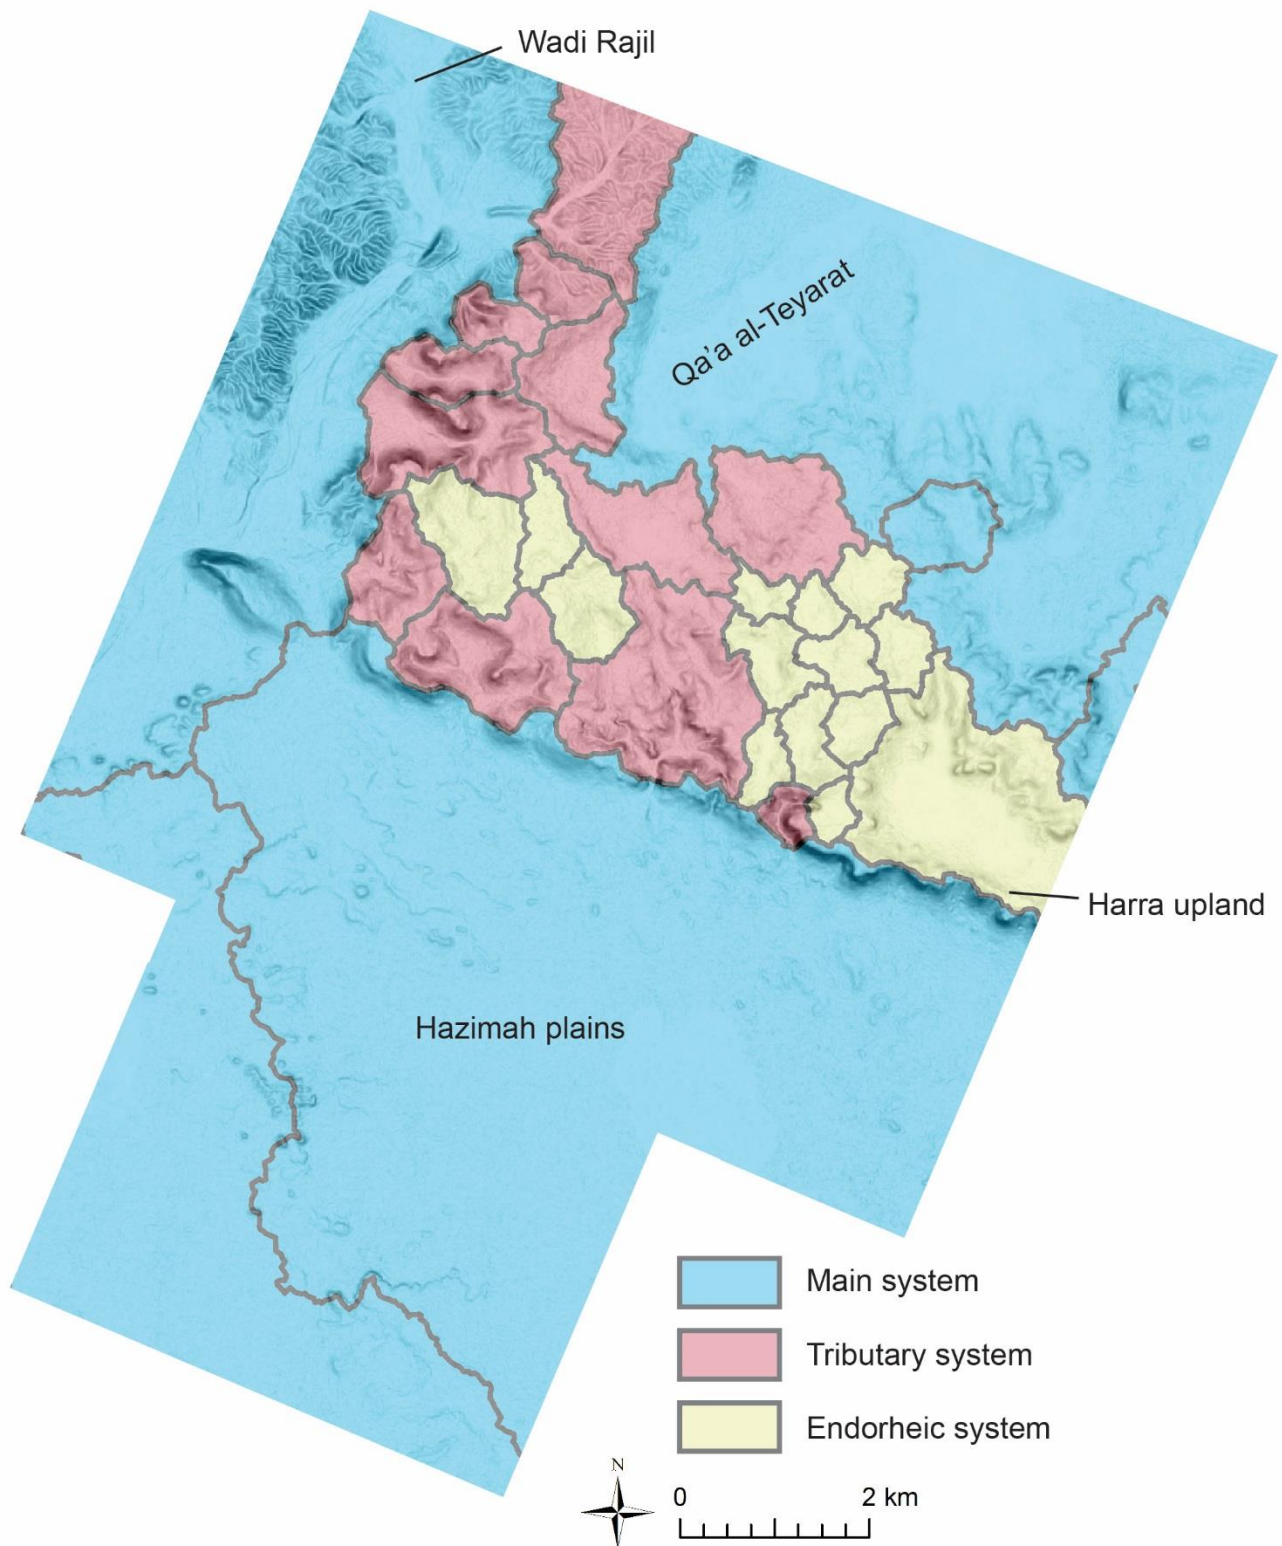 Wadi Rajil
Qa'a al-Teyarat
Harra upland
Hazimah plains
Main system
Tributary system
Endorheic system
N
0 2 km